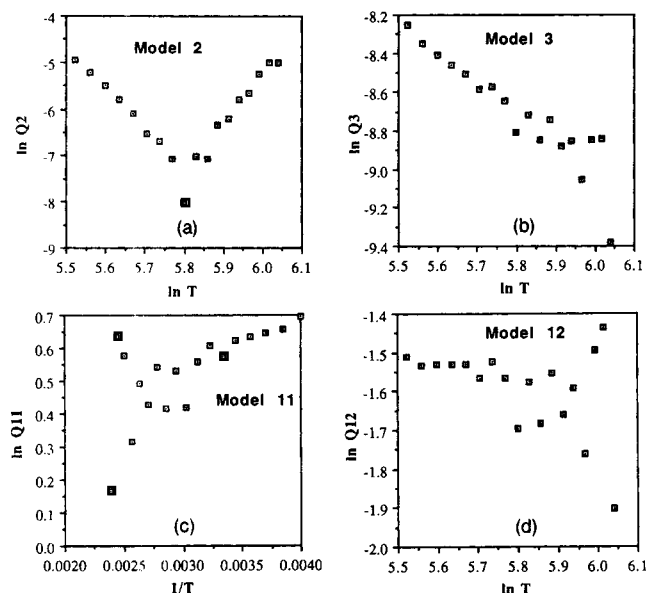 Model 2
ln Q2
-4
-5
-6
-7
-8
-9
5.5 5.6 5.7 5.8 5.9 6.0 6.1
ln T
(a)
Model 3
ln Q3
-8.2
-8.4
-8.6
-8.8
-9.0
-9.2
-9.4
5.5 5.6 5.7 5.8 5.9 6.0 6.1
ln T
(b)
Model 11
ln Q11
0.7
0.6
0.5
0.4
0.3
0.2
0.1
0.0
0.0020 0.0025 0.0030 0.0035 0.0040
1/T
(c)
Model 12
ln Q12
-1.4
-1.5
-1.6
-1.7
-1.8
-1.9
-2.0
5.5 5.6 5.7 5.8 5.9 6.0 6.1
ln T
(d)